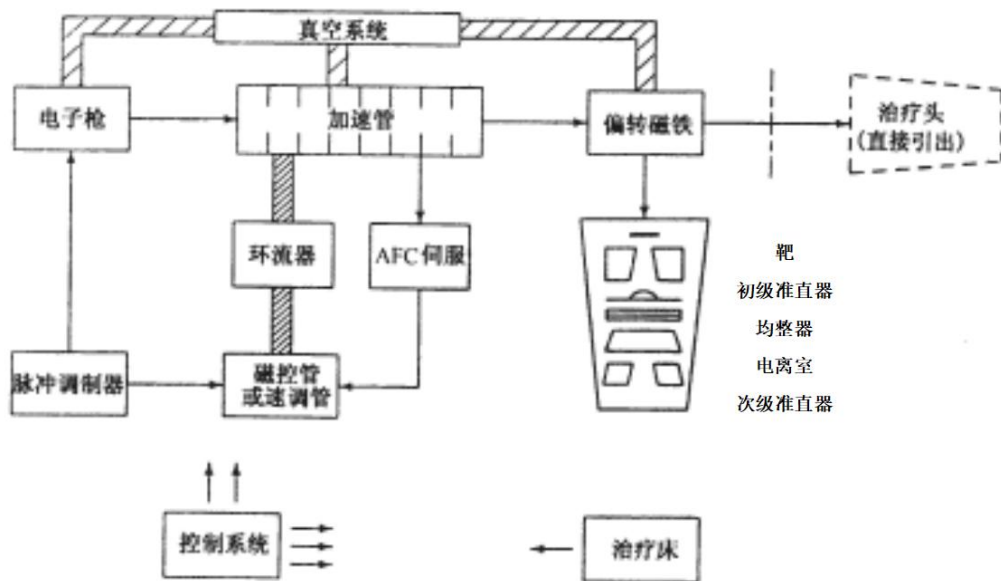 真空系统
电子枪
加速管
偏转磁铁
治疗头
(直接引出)
环流器
AFC伺服
靶
初级准直器
均整器
电离室
次级准直器
脉冲调制器
磁控管
或速调管
控制系统
治疗床